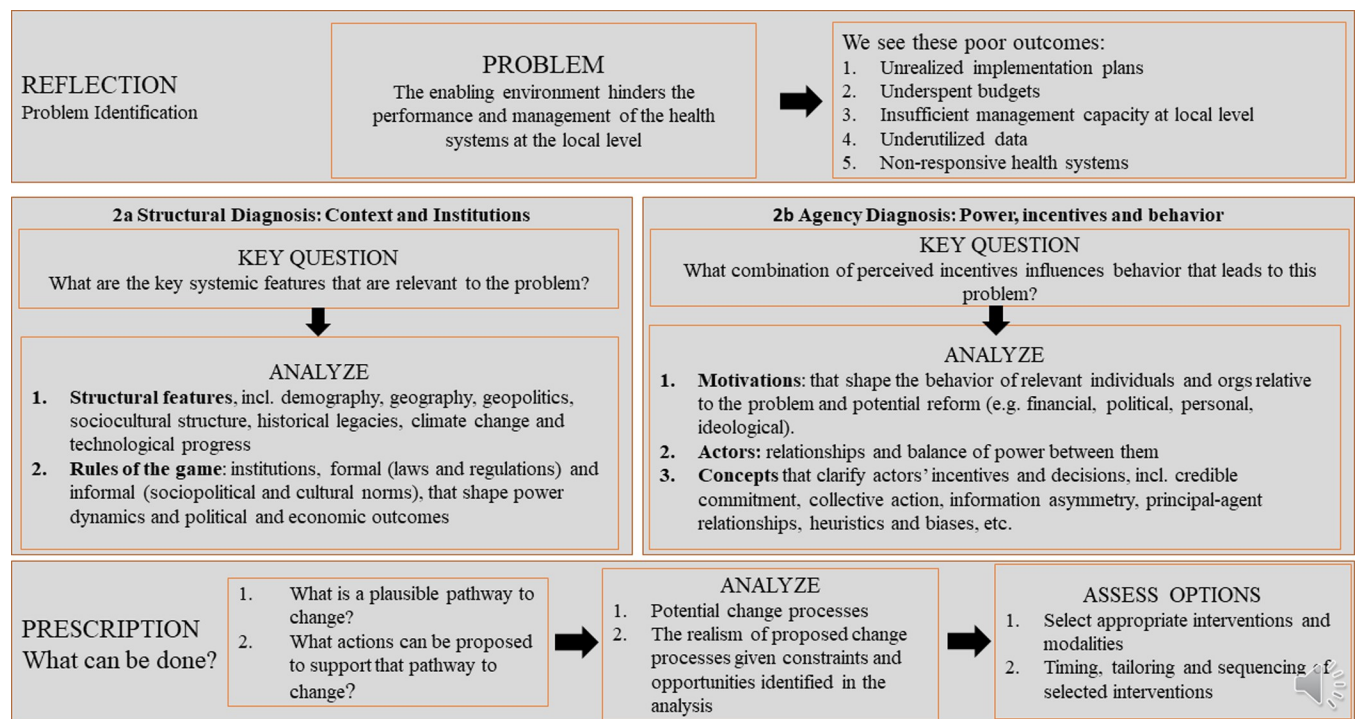 REFLECTION
Problem Identification
PROBLEM
The enabling environment hinders the
performance and management of the health
systems at the local level
We see these poor outcomes:
1. Unrealized implementation plans
2. Underspent budgets
3. Insufficient management capacity at local level
4. Underutilized data
5. Non-responsive health systems
2a Structural Diagnosis: Context and Institutions
KEY QUESTION
What are the key systemic features that are relevant to the problem?
ANALYZE
1. Structural features, incl. demography, geography, geopolitics,
sociocultural structure, historical legacies, climate change and
technological progress
2. Rules of the game: institutions, formal (laws and regulations) and
informal (sociopolitical and cultural norms), that shape power
dynamics and political and economic outcomes
2b Agency Diagnosis: Power, incentives and behavior
KEY QUESTION
What combination of perceived incentives influences behavior that leads to this
problem?
ANALYZE
1. Motivations: that shape the behavior of relevant individuals and orgs relative
to the problem and potential reform (e.g. financial, political, personal,
ideological).
2. Actors: relationships and balance of power between them
3. Concepts that clarify actors' incentives and decisions, incl. credible
commitment, collective action, information asymmetry, principal-agent
relationships, heuristics and biases, etc.
PRESCRIPTION
What can be done?
1. What is a plausible pathway to
change?
2. What actions can be proposed
to support that pathway to
change?
ANALYZE
1. Potential change processes
2. The realism of proposed change
processes given constraints and
opportunities identified in the
analysis
ASSESS OPTIONS
1. Select appropriate interventions and
modalities
2. Timing, tailoring and sequencing of
selected interventions